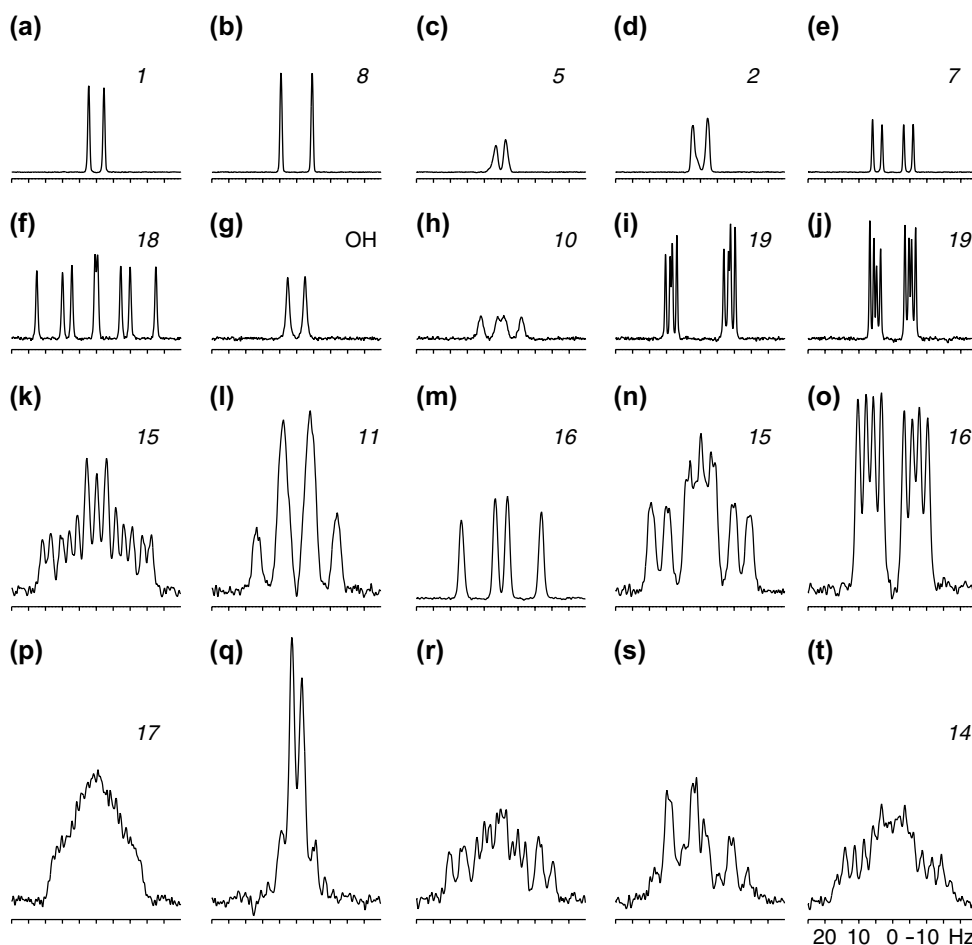 (a) (b) (c) (d) (e)
1 8 5 2 7
(f) (g) (h) (i) (j)
18 OH 10 19 19
(k) (l) (m) (n) (o)
15 11 16 15 16
(p) (q) (r) (s) (t)
17 14
20 10 0 -10 Hz